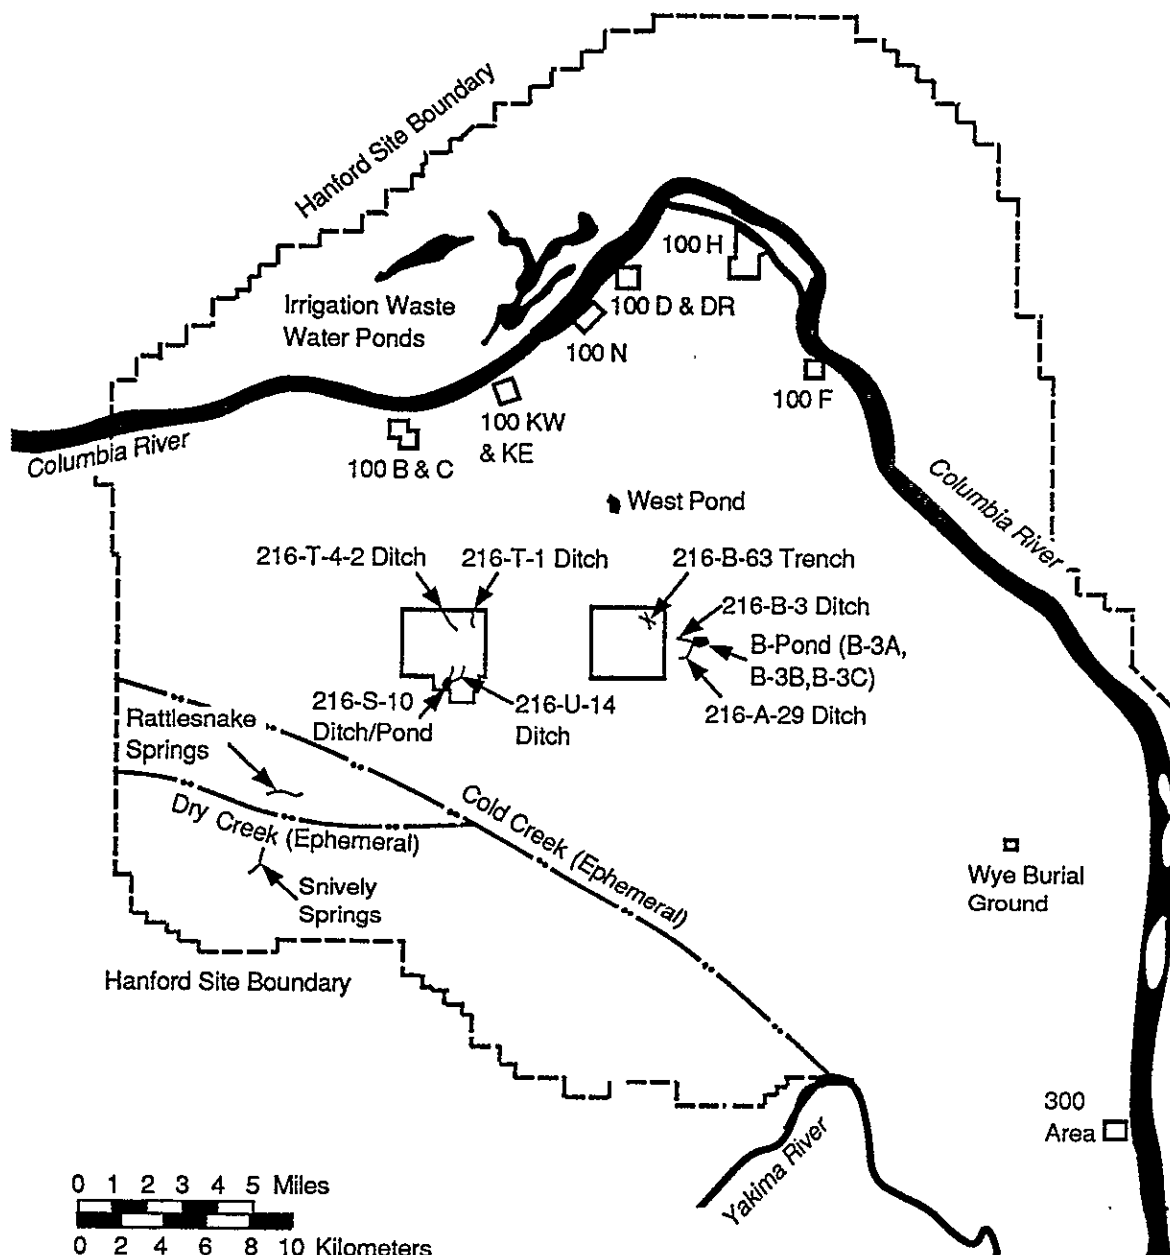 Hanford Site Boundary
100 H
Irrigation Waste
Water Ponds
100 D & DR
100 N
100 F
100 KW
& KE
Columbia River
100 B & C
Columbia River
West Pond
216-T-4-2 Ditch
216-T-1 Ditch
216-B-63 Trench
216-B-3 Ditch
B-Pond (B-3A,
B-3B,B-3C)
216-S-10
Ditch/Pond
216-U-14
Ditch
216-A-29 Ditch
Rattlesnake
Springs
Dry Creek (Ephemeral)
Cold Creek (Ephemeral)
Snively
Springs
Wye Burial
Ground
Hanford Site Boundary
300
Area
Yakima River
0 1 2 3 4 5 Miles
0 2 4 6 8 10 Kilometers